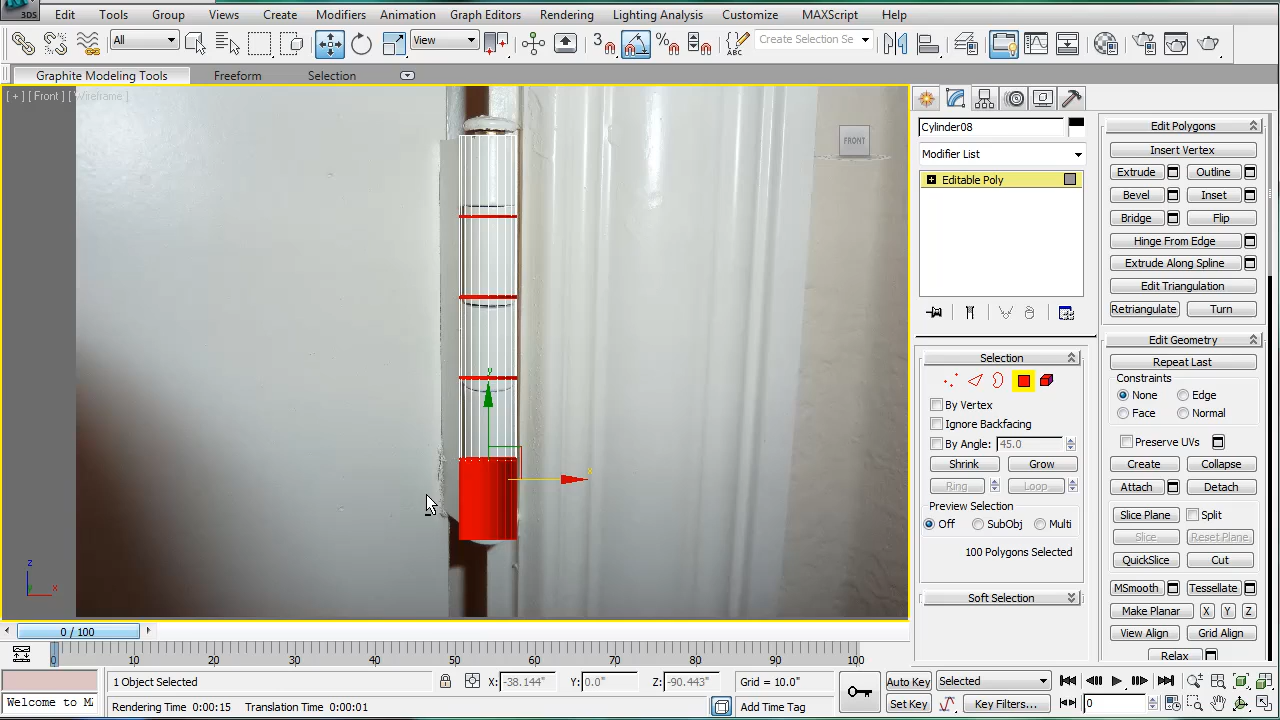 3DS
Edit Tools Group Views Create Modifiers Animation Graph Editors Rendering Lighting Analysis Customize MAXScript Help
All View 3 ABC Create Selection Se
Graphite Modeling Tools Freeform Selection
[ + ] [ Front ] [ Wireframe ]
FRONT
Cylinder08
Modifier List
Editable Poly
Selection
By Vertex
Ignore Backfacing
By Angle: 45.0
Shrink Grow
Ring Loop
Preview Selection
Off SubObj Multi
100 Polygons Selected
Soft Selection
Edit Polygons
Insert Vertex
Extrude Outline
Bevel Inset
Bridge Flip
Hinge From Edge
Extrude Along Spline
Edit Triangulation
Retriangulate Turn
Edit Geometry
Repeat Last
Constraints
None Edge
Face Normal
Preserve UVs
Create Collapse
Attach Detach
Slice Plane Split
Slice Reset Plane
QuickSlice Cut
MSmooth Tessellate
Make Planar X Y Z
View Align Grid Align
Relax
y
x
z
x
0 / 100
0 10 20 30 40 50 60 70 80 90 100
1 Object Selected X: -38.144" Y: 0.0" Z: -90.443" Grid = 10.0" Auto Key Selected
Welcome to M Rendering Time 0:00:15 Translation Time 0:00:01 Add Time Tag Set Key Key Filters... 0